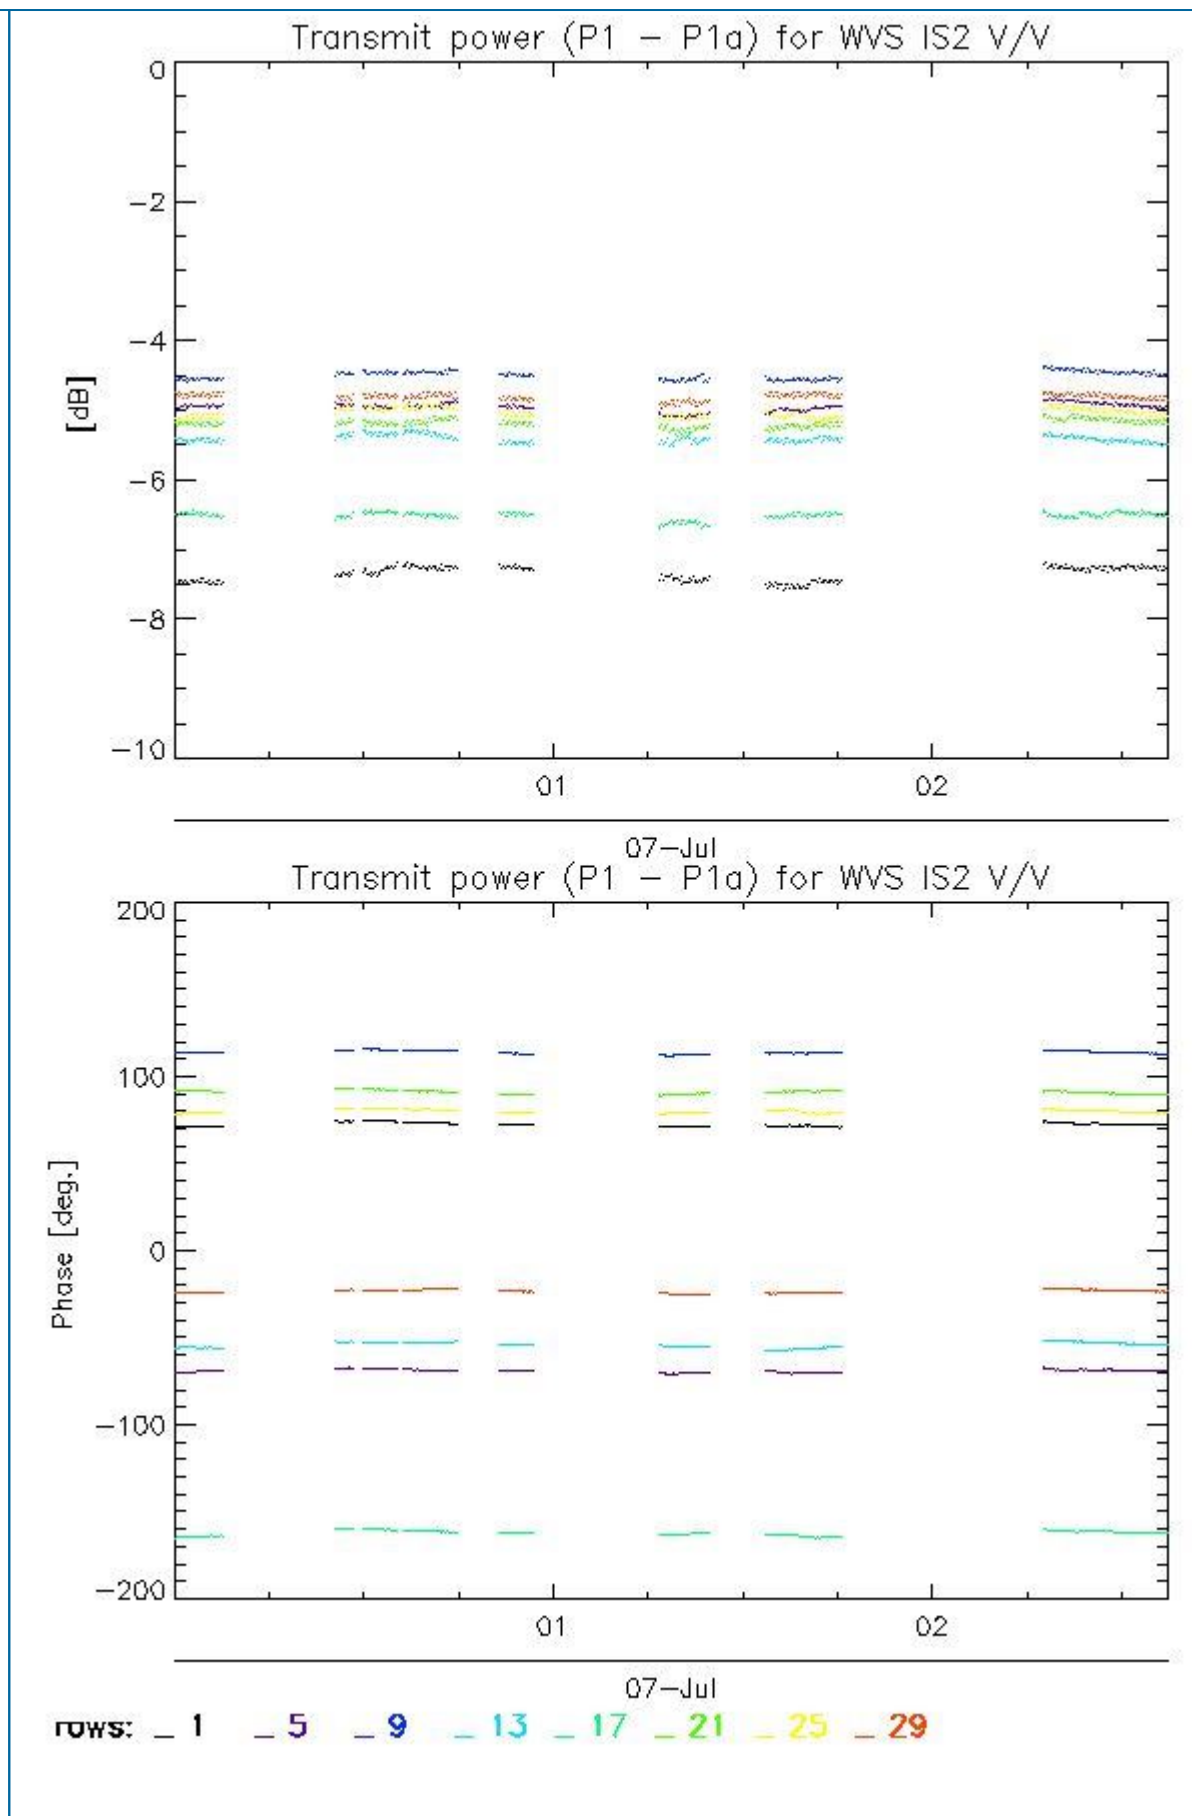 Transmit power (P1 - P1a) for WVS IS2 V/V
0
-2
-4
[dB]
-6
-8
-10
01 02
07-Jul
Transmit power (P1 - P1a) for WVS IS2 V/V
200
100
0
Phase [deg.]
-100
-200
01 02
07-Jul
rows: _ 1 _ 5 _ 9 _ 13 _ 17 _ 21 _ 25 _ 29